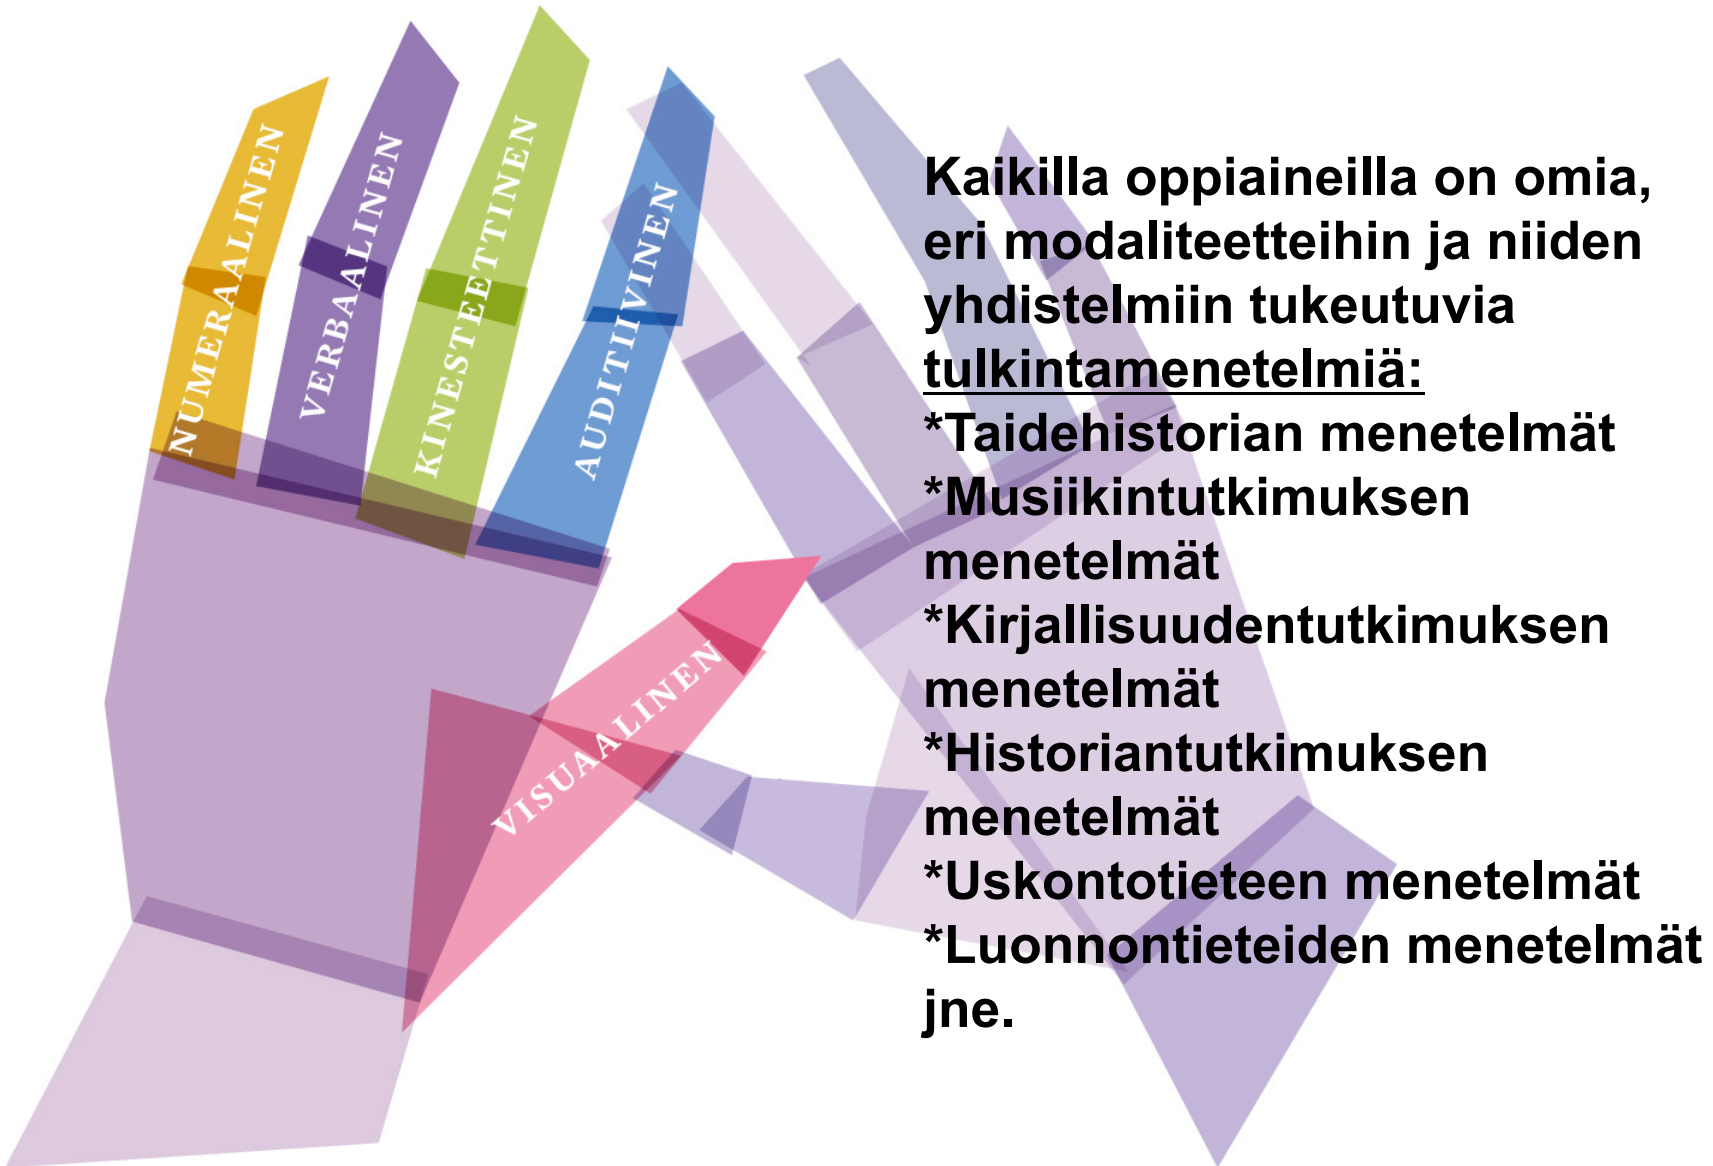 NUMERAALINEN
VERBAALINEN
KINESTEETTINEN
AUDITIIVINEN
VISUAALINEN
Kaikilla oppiaineilla on omia,
eri modaliteetteihin ja niiden
yhdistelmiin tukeutuvia
tulkintamenetelmiä:
*Taidehistorian menetelmät
*Musiikintutkimuksen
menetelmät
*Kirjallisuudentutkimuksen
menetelmät
*Historiantutkimuksen
menetelmät
*Uskontotieteen menetelmät
*Luonnontieteiden menetelmät
jne.